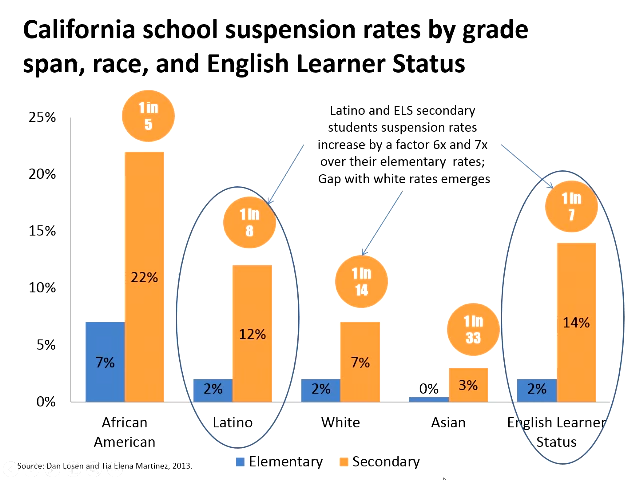 California school suspension rates by grade
span, race, and English Learner Status
Latino and ELS secondary
students suspension rates
increase by a factor 6x and 7x
over their elementary rates;
Gap with white rates emerges
25%
20%
15%
10%
5%
0%
1 in
5
1 in
8
1 in
14
1 in
33
1 in
7
7%
22%
2%
12%
2%
7%
0%
3%
2%
14%
African
American
Latino
White
Asian
English Learner
Status
Elementary
Secondary
Source: Dan Losen and Tia Elena Martinez, 2013.